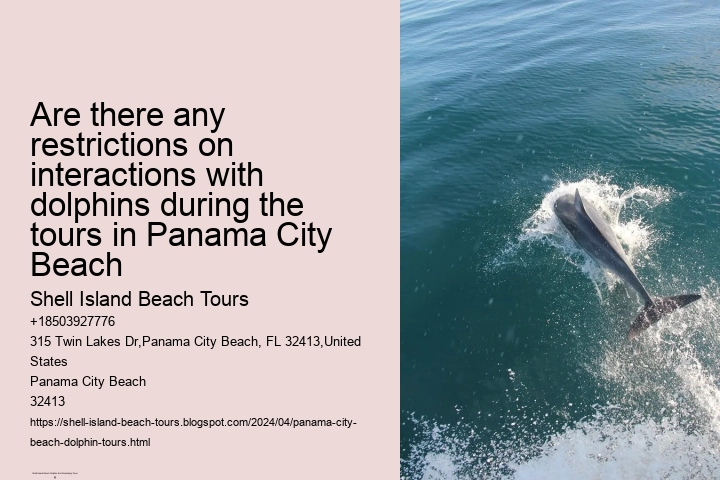 Are there any
restrictions on
interactions with
dolphins during the
tours in Panama City
Beach
Shell Island Beach Tours
+18503927776
315 Twin Lakes Dr,Panama City Beach, FL 32413,United
States
Panama City Beach
32413
https://shell-island-beach-tours.blogspot.com/2024/04/panama-city-
beach-dolphin-tours.html